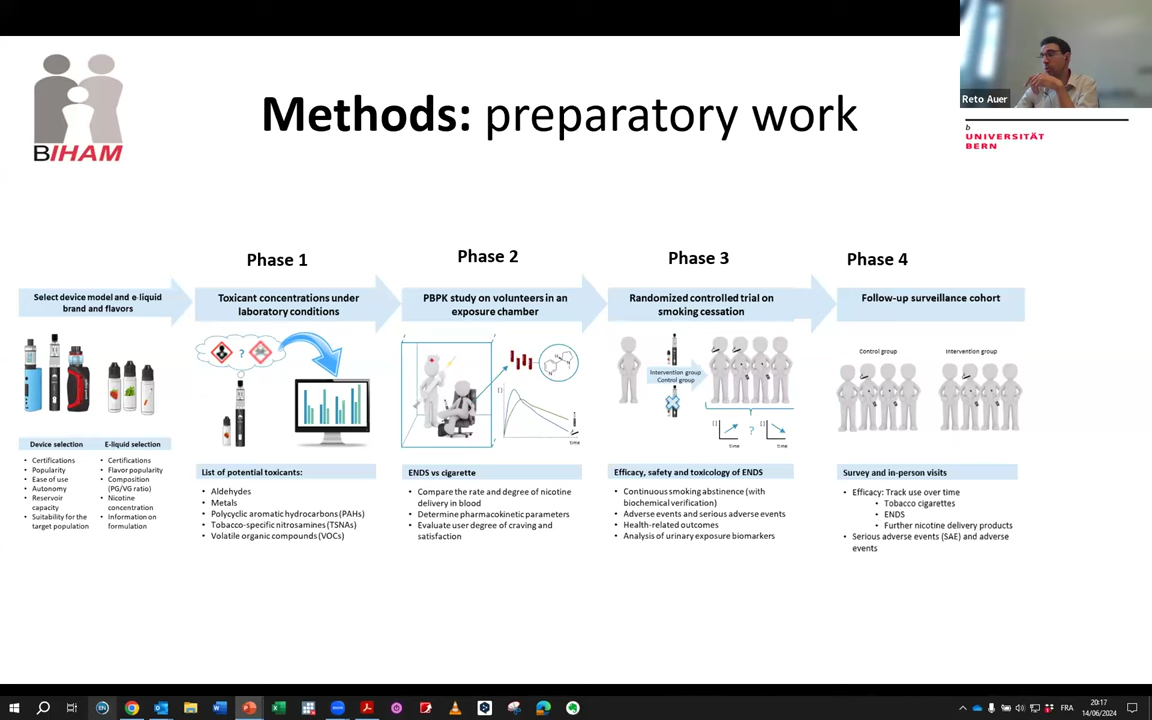 Reto Auer
BIHAM
Methods: preparatory work
b
UNIVERSITÄT
BERN
Phase 1
Phase 2
Phase 3
Phase 4
Select device model and e-liquid
brand and flavors
Toxicant concentrations under
laboratory conditions
PBPK study on volunteers in an
exposure chamber
Randomized controlled trial on
smoking cessation
Follow-up surveillance cohort
?
Intervention group
Control group
[ ]
time
[ ]
?
[ ]
time
time
Control group
Intervention group
Device selection
Certifications
Popularity
Ease of use
Autonomy
Reservoir
capacity
Suitability for the
target population
E-liquid selection
Certifications
Flavor popularity
Composition
(PG/VG ratio)
Nicotine
concentration
Information on
formulation
List of potential toxicants:
Aldehydes
Metals
Polycyclic aromatic hydrocarbons (PAHs)
Tobacco-specific nitrosamines (TSNAs)
Volatile organic compounds (VOCs)
ENDS vs cigarette
Compare the rate and degree of nicotine
delivery in blood
Determine pharmacokinetic parameters
Evaluate user degree of craving and
satisfaction
Efficacy, safety and toxicology of ENDS
Continuous smoking abstinence (with
biochemical verification)
Adverse events and serious adverse events
Health-related outcomes
Analysis of urinary exposure biomarkers
Survey and in-person visits
Efficacy: Track use over time
Tobacco cigarettes
ENDS
Further nicotine delivery products
Serious adverse events (SAE) and adverse
events
FRA
20:17
14/06/2024